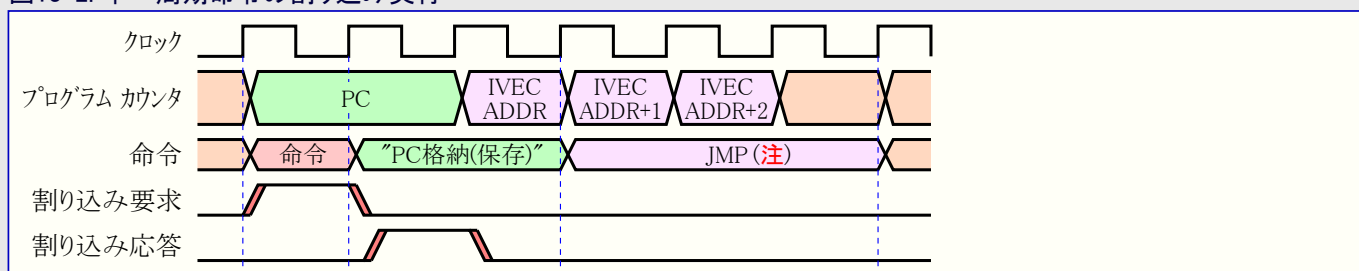 クロック
プログラム カウンタ
PC
IVEC
ADDR
IVEC
ADDR+1
IVEC
ADDR+2
命令
命令
"PC格納(保存)"
JMP (注)
割り込み要求
割り込み応答